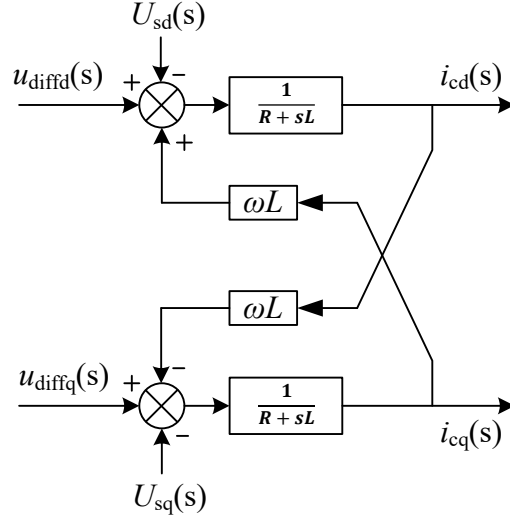 U_sd(s)
u_diffd(s) + − 1 i_cd(s)
R + sL
+
ωL
ωL
−
u_diffq(s) + 1
R + sL
− i_cq(s)
U_sq(s)